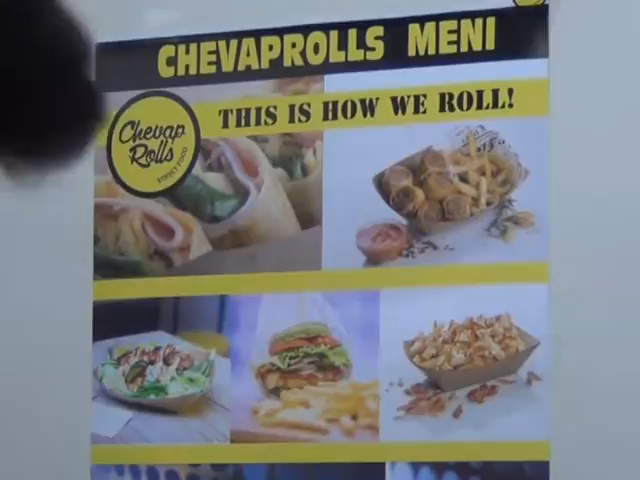 CHEVAPROLLS MENI
THIS IS HOW WE ROLL!
Chevap
Rolls
STREET FOOD